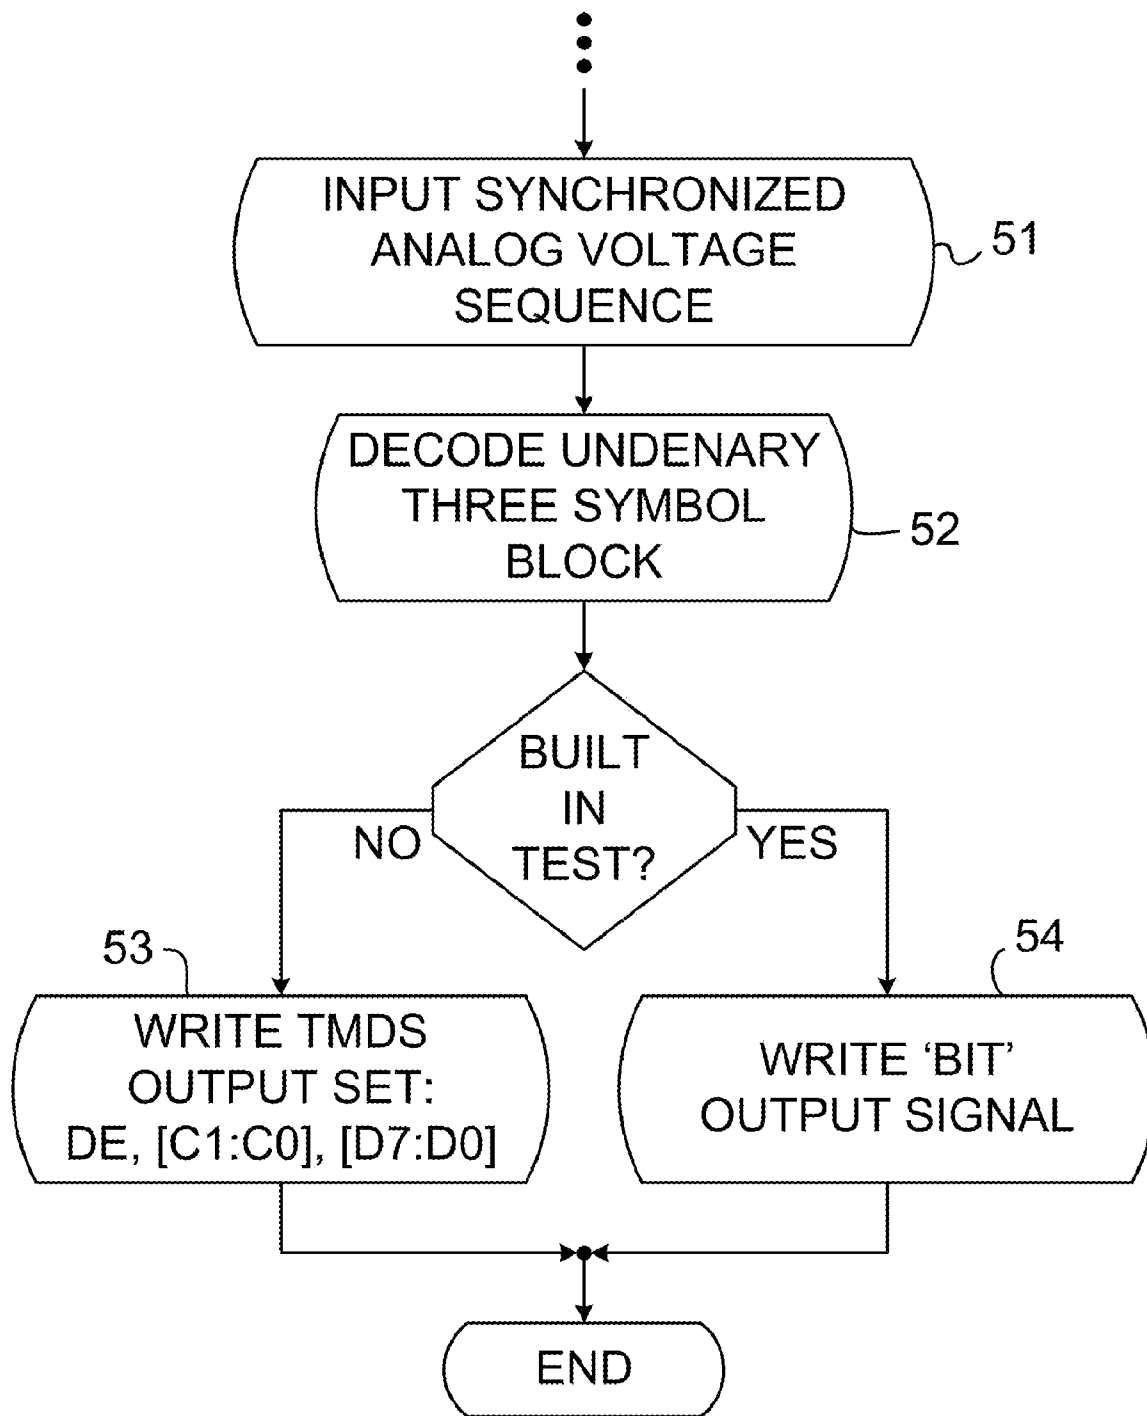 INPUT SYNCHRONIZED
ANALOG VOLTAGE
SEQUENCE
51
DECODE UNDENARY
THREE SYMBOL
BLOCK
52
BUILT
IN
TEST?
NO
YES
53
54
WRITE TMDS
OUTPUT SET:
DE, [C1:C0], [D7:D0]
WRITE ‘BIT’
OUTPUT SIGNAL
END